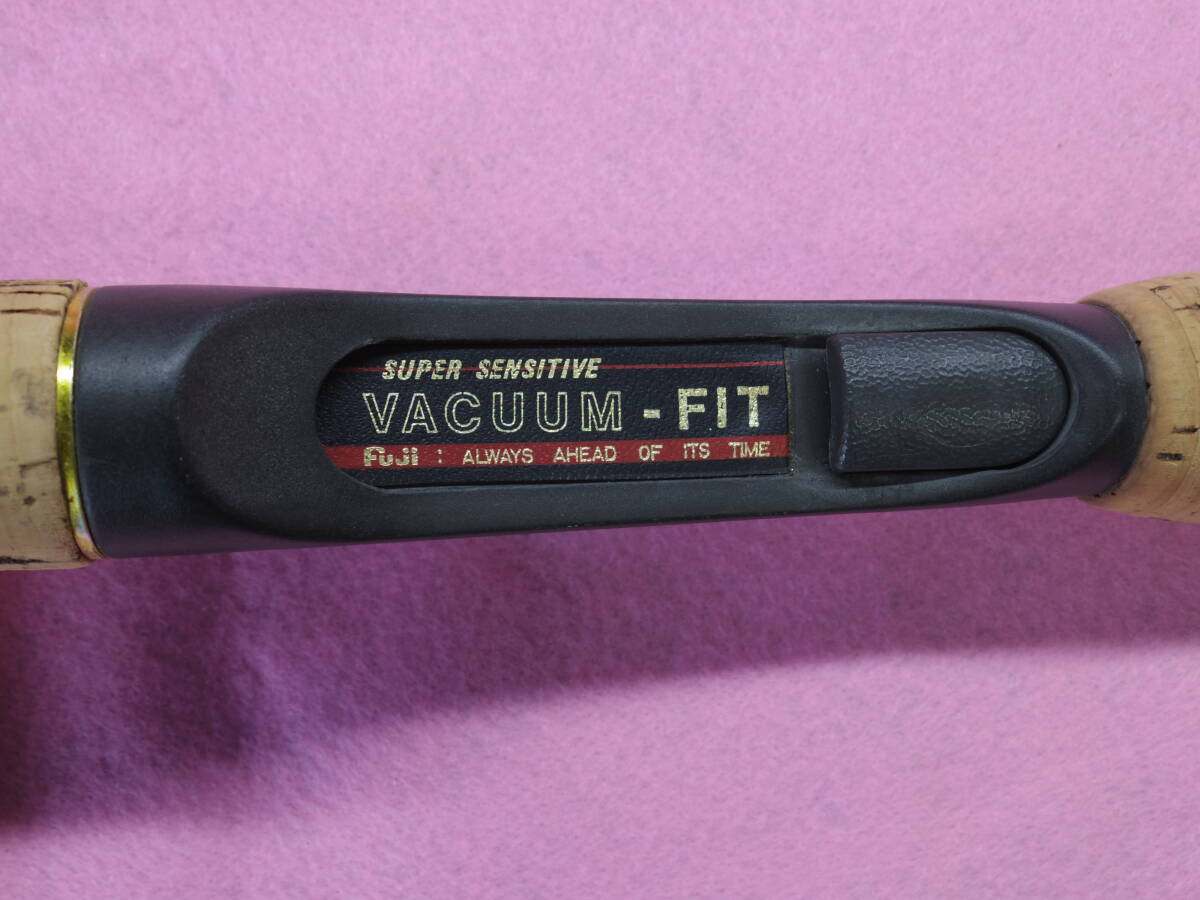 SUPER SENSITIVE
VACUUM - FIT
Fuji : ALWAYS AHEAD OF ITS TIME